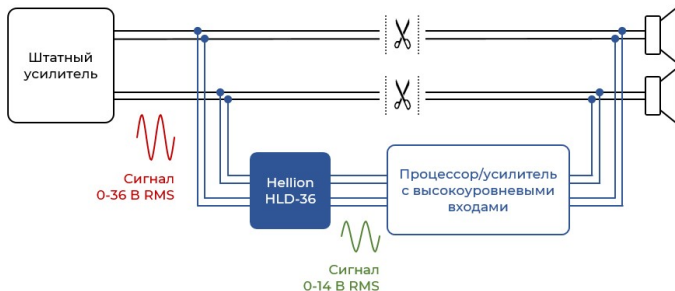 Штатный
усилитель
Сигнал
0-36 В RMS
Hellion
HLD-36
Процессор/усилитель
с высокоуровневыми
входами
Сигнал
0-14 В RMS